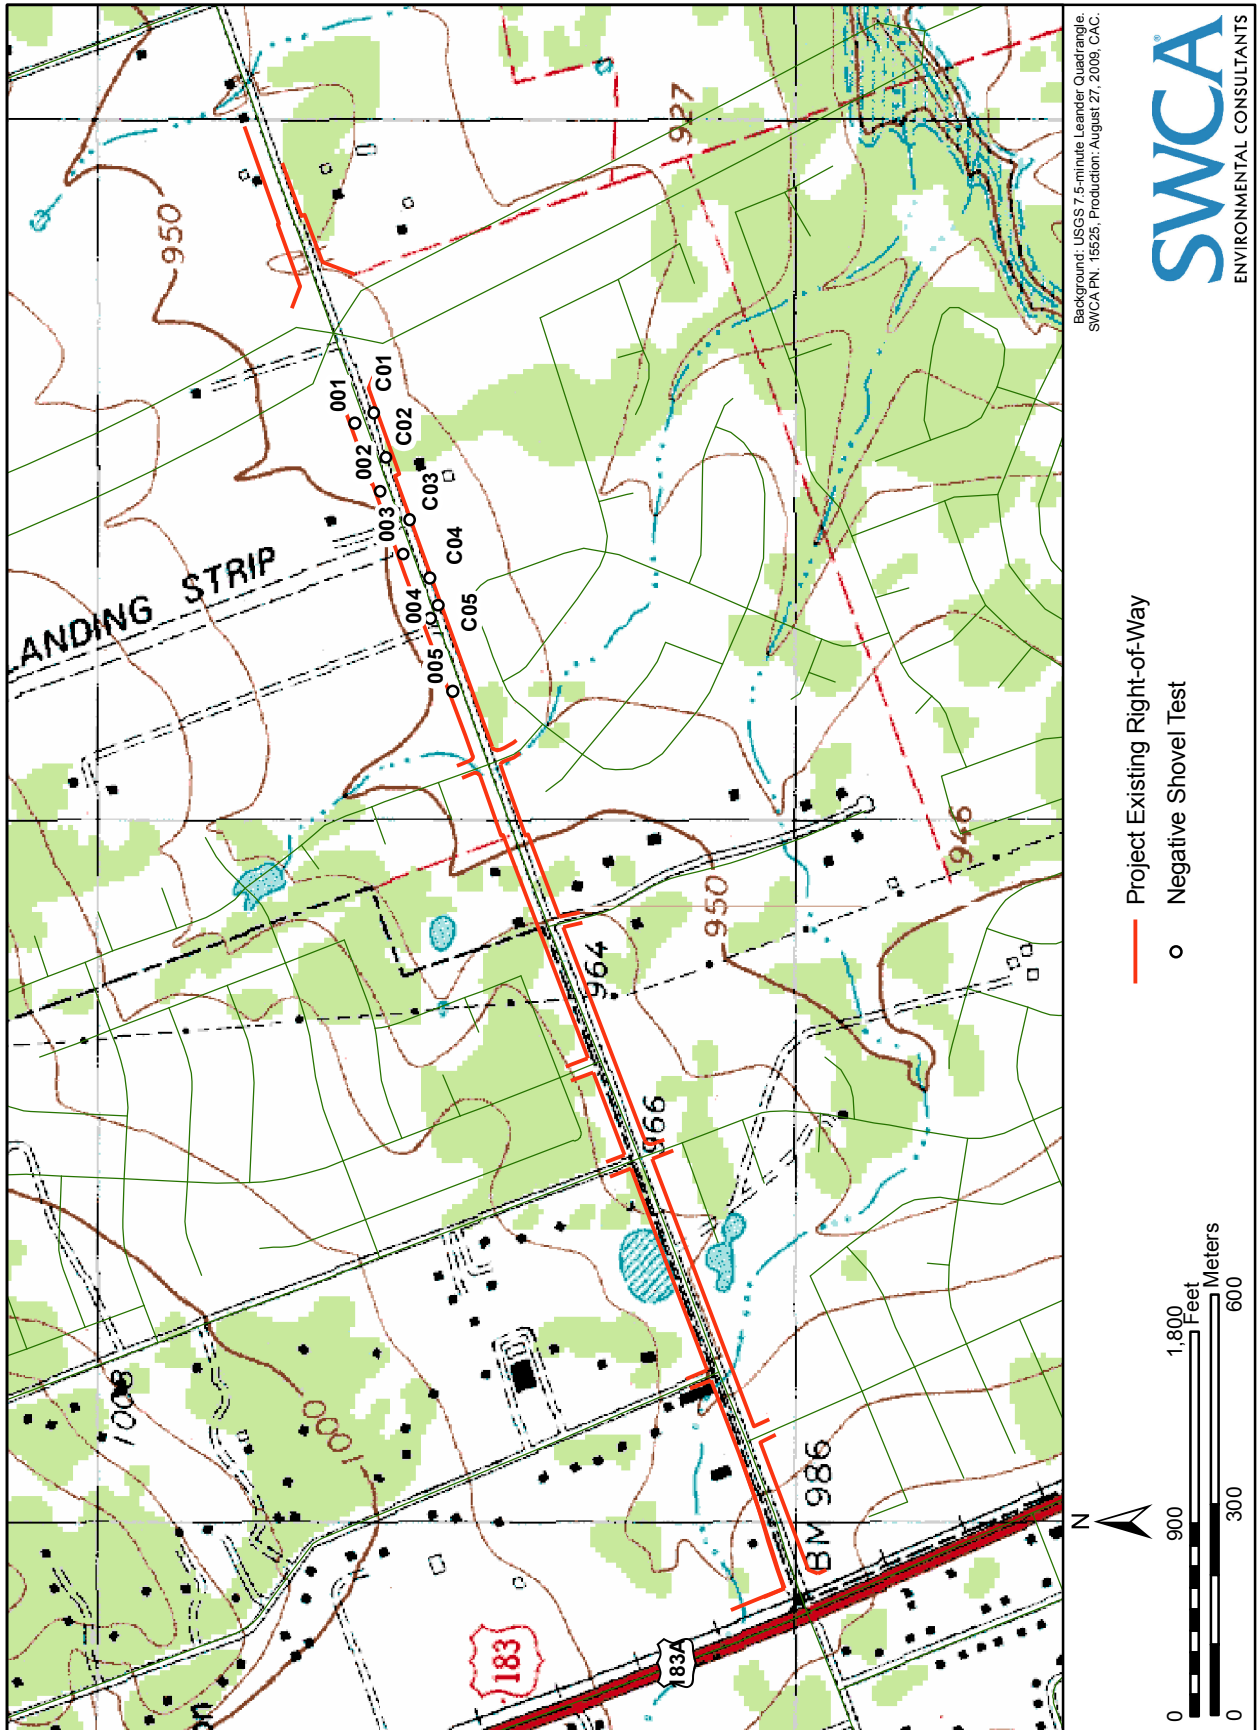 ANDING STRIP
950
927
001
002
003
004
005
C01
C02
C03
C04
C05
964
966
950
946
1008
1000
BM 986
183
183A
on
Background: USGS 7.5-minute Leander Quadrangle.
SWCA PN. 15525, Production: August 27, 2009, CAC.
SWCA®
ENVIRONMENTAL CONSULTANTS
Project Existing Right-of-Way
Negative Shovel Test
N
0 900 1,800
Feet
Meters
0 300 600